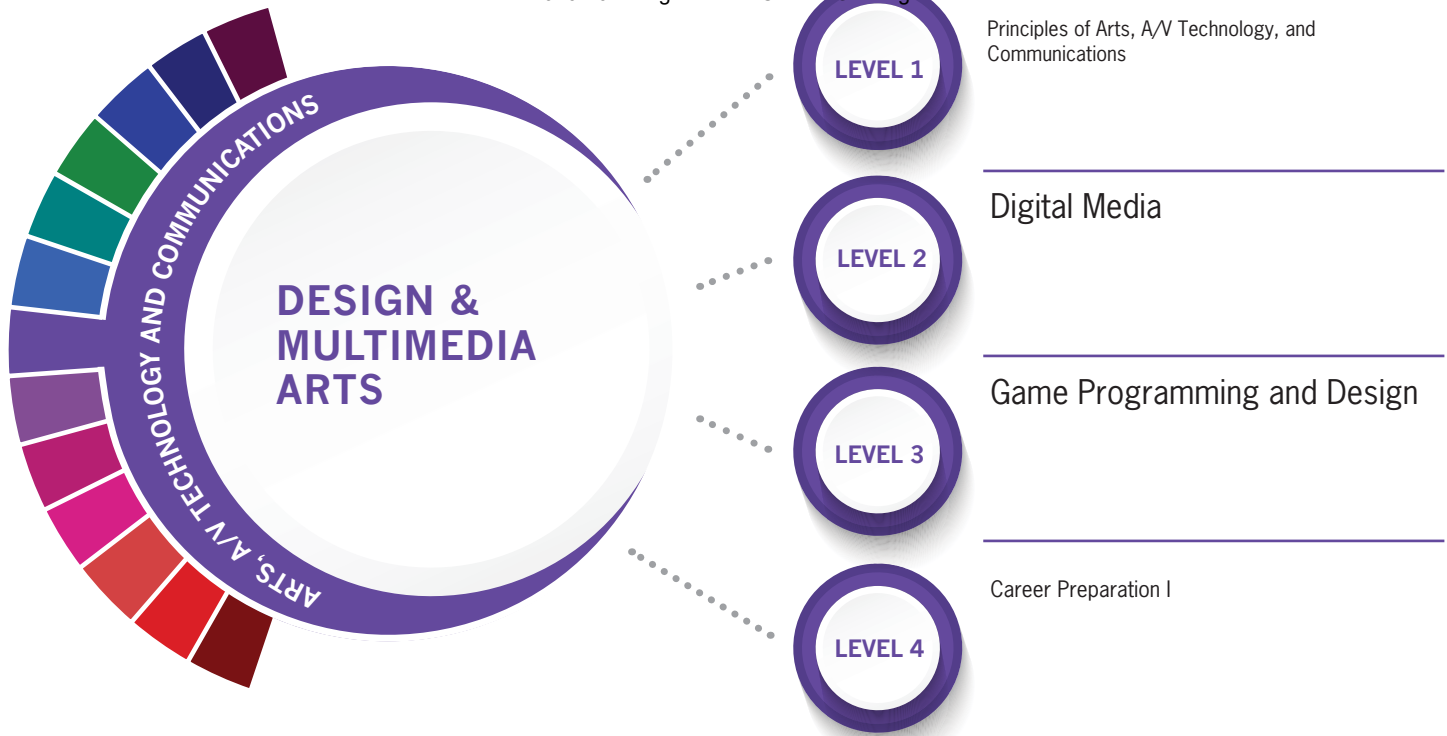 LEVEL 1
Principles of Arts, A/V Technology, and
Communications
ARTS, A/V TECHNOLOGY AND COMMUNICATIONS
DESIGN &
MULTIMEDIA
ARTS
LEVEL 2
Digital Media
LEVEL 3
Game Programming and Design
LEVEL 4
Career Preparation I